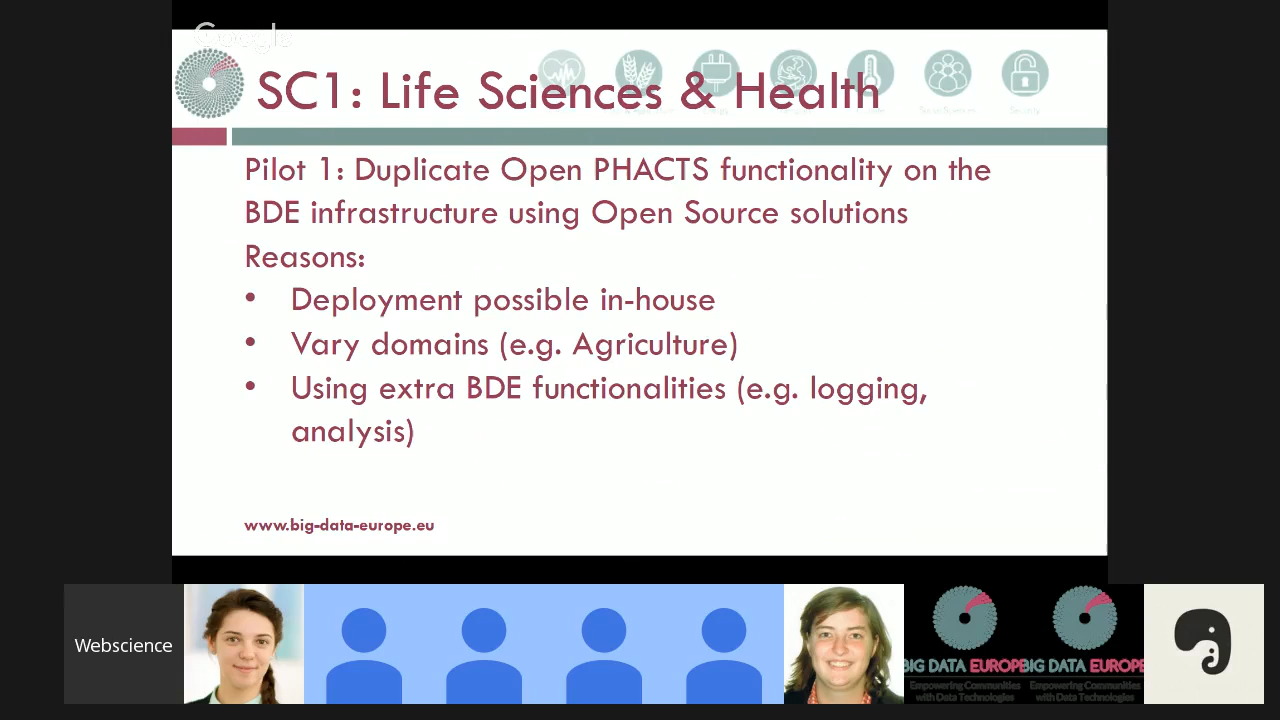 Google
SC1: Life Sciences & Health
Pilot 1: Duplicate Open PHACTS functionality on the
BDE infrastructure using Open Source solutions
Reasons:
• Deployment possible in-house
• Vary domains (e.g. Agriculture)
• Using extra BDE functionalities (e.g. logging,
analysis)
www.big-data-europe.eu
Webscience
BIG DATA EUROPE
Empowering Communities
with Data Technologies
BIG DATA EUROPE
Empowering Communities
with Data Technologies